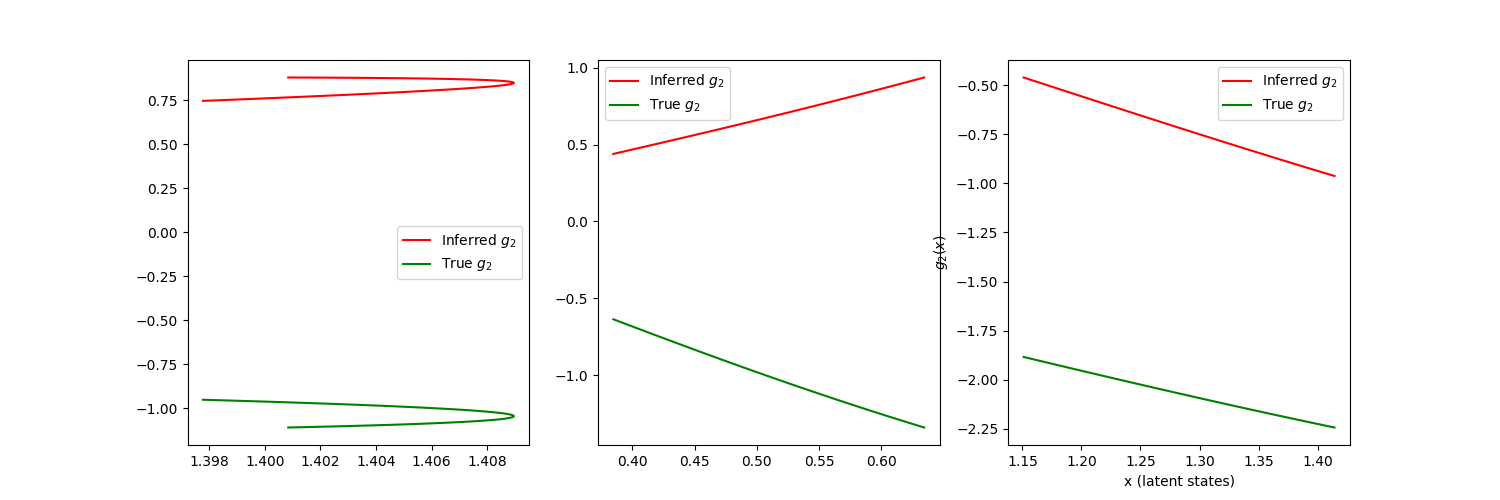 0.75
0.50
0.25
0.00
−0.25
−0.50
−0.75
−1.00
1.398 1.400 1.402 1.404 1.406 1.408
Inferred g₂
True g₂
1.0
0.5
0.0
−0.5
−1.0
0.40 0.45 0.50 0.55 0.60
Inferred g₂
True g₂
g₂(x)
−0.50
−0.75
−1.00
−1.25
−1.50
−1.75
−2.00
−2.25
1.15 1.20 1.25 1.30 1.35 1.40
x (latent states)
Inferred g₂
True g₂